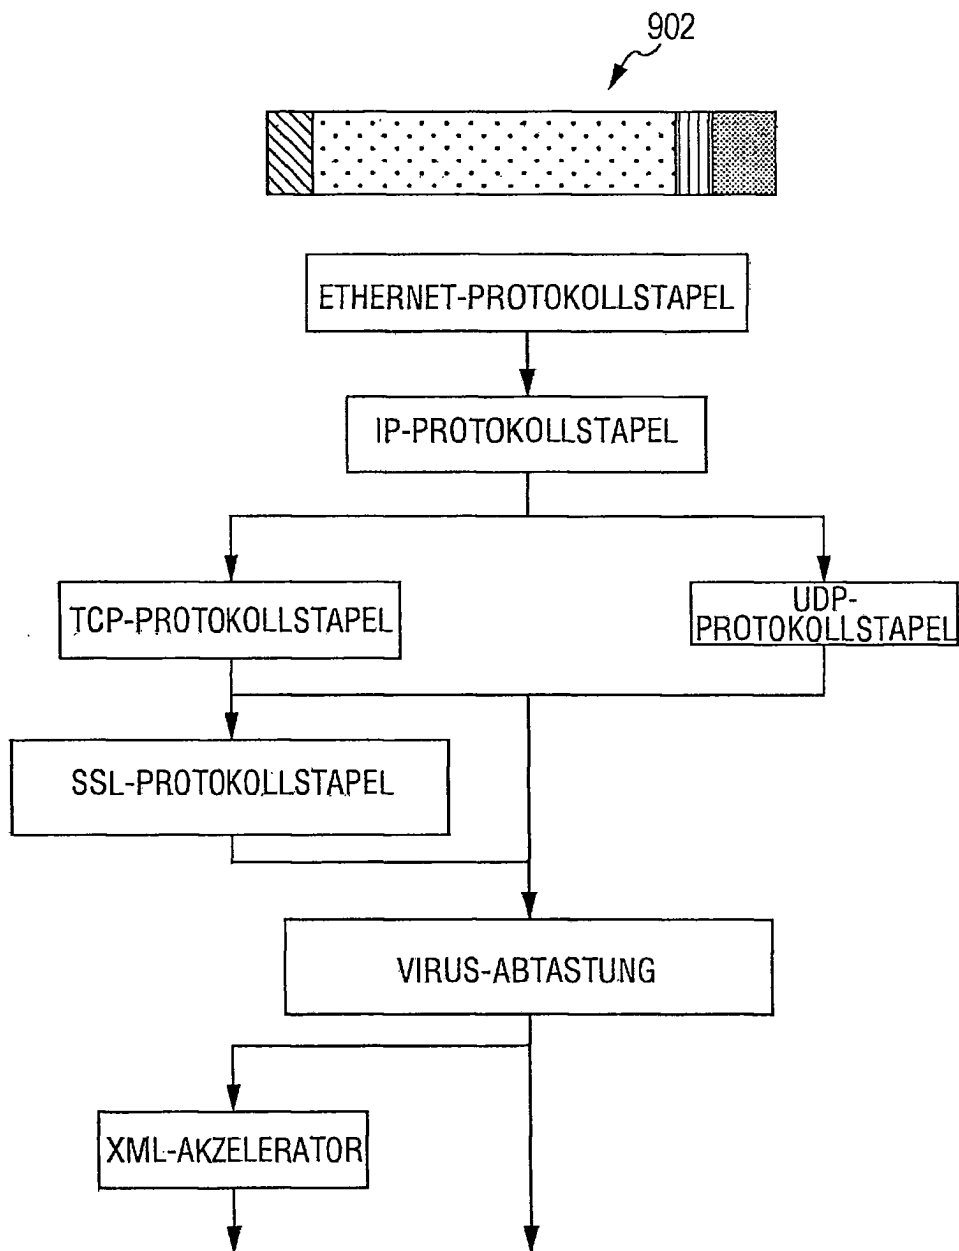 902
ETHERNET-PROTOKOLLSTAPEL
IP-PROTOKOLLSTAPEL
TCP-PROTOKOLLSTAPEL
UDP-
PROTOKOLLSTAPEL
SSL-PROTOKOLLSTAPEL
VIRUS-ABTASTUNG
XML-AKZELERATOR